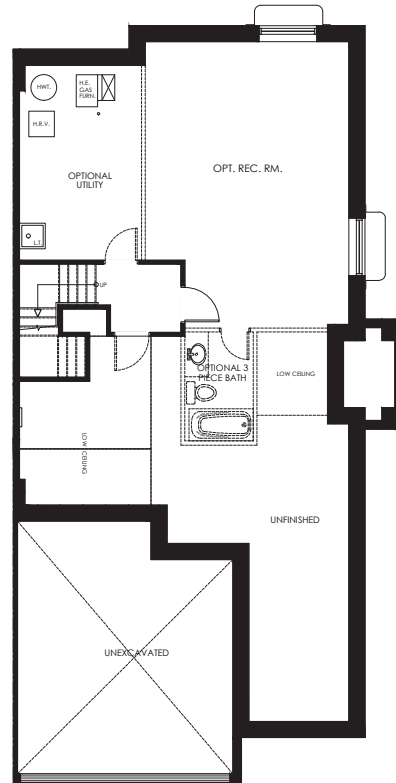 HWT.
H.E.
GAS
FURN.
H.R.V.
OPT. REC. RM.
OPTIONAL
UTILITY
L.T.
UP
OPTIONAL 3
PIECE BATH
LOW CEILING
LOW CEILING
UNFINISHED
UNEXCAVATED